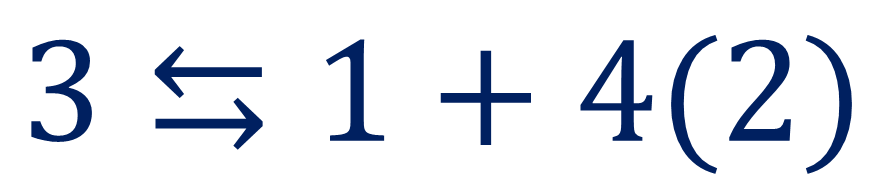 3 ⇆ 1 + 4(2)